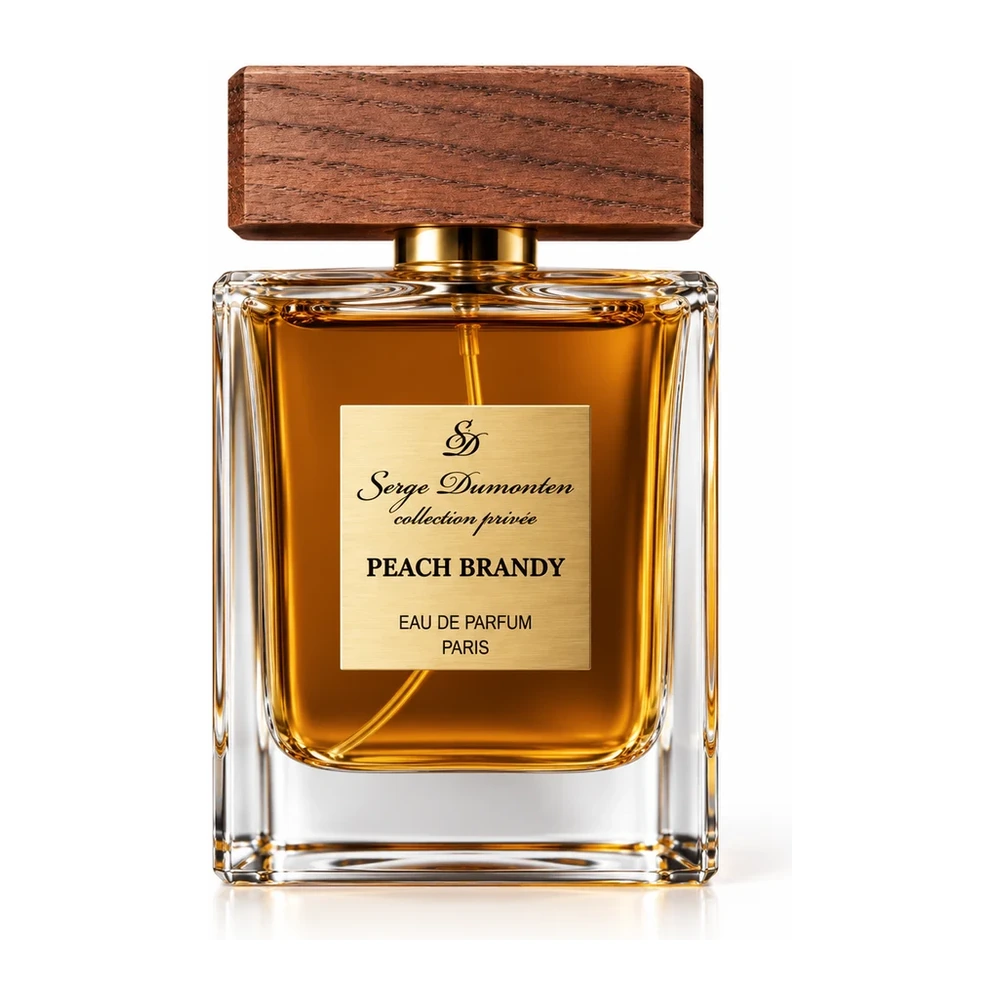 SD
Serge Dumonten
collection privée
PEACH BRANDY
EAU DE PARFUM
PARIS